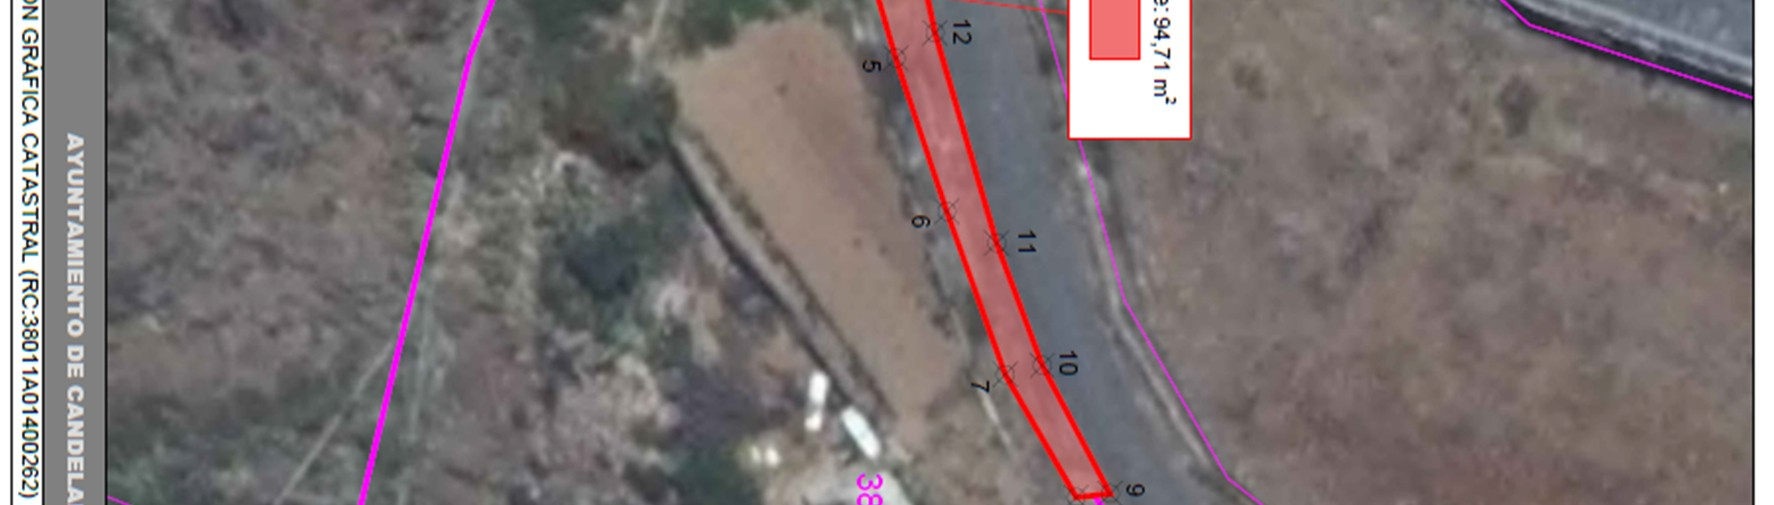 ON GRÁFICA CATASTRAL (RC:38011A01400262)
AYUNTAMIENTO DE CANDELA
e: 94,71 m²
12
5
11
6
10
7
9
38